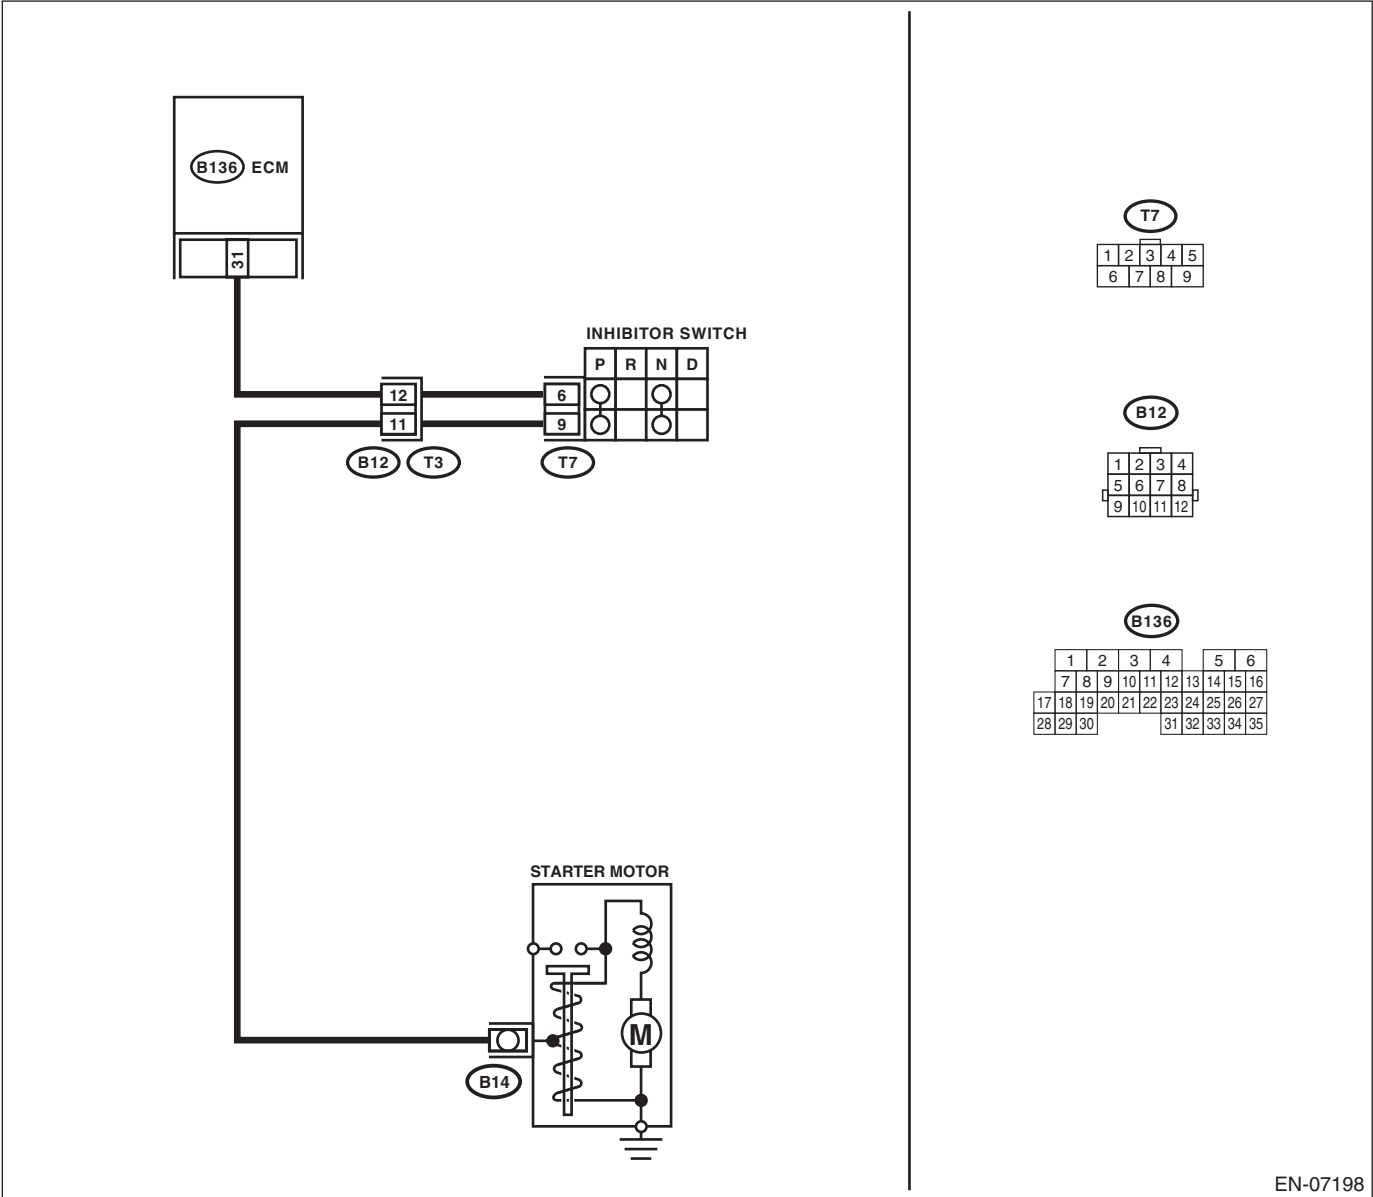 B136 ECM
31
INHIBITOR SWITCH
P R N D
12 6
11 9
B12 T3 T7
STARTER MOTOR
M
B14
T7
1 2 3 4 5
6 7 8 9
B12
1 2 3 4
5 6 7 8
9 10 11 12
B136
1 2 3 4 5 6
7 8 9 10 11 12 13 14 15 16
17 18 19 20 21 22 23 24 25 26 27
28 29 30 31 32 33 34 35
EN-07198